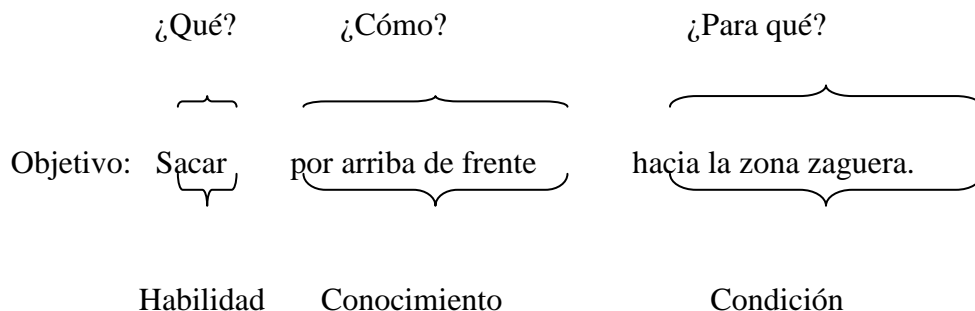 ¿Qué? ¿Cómo? ¿Para qué?
Objetivo: Sacar por arriba de frente hacia la zona zaguera.
Habilidad Conocimiento Condición